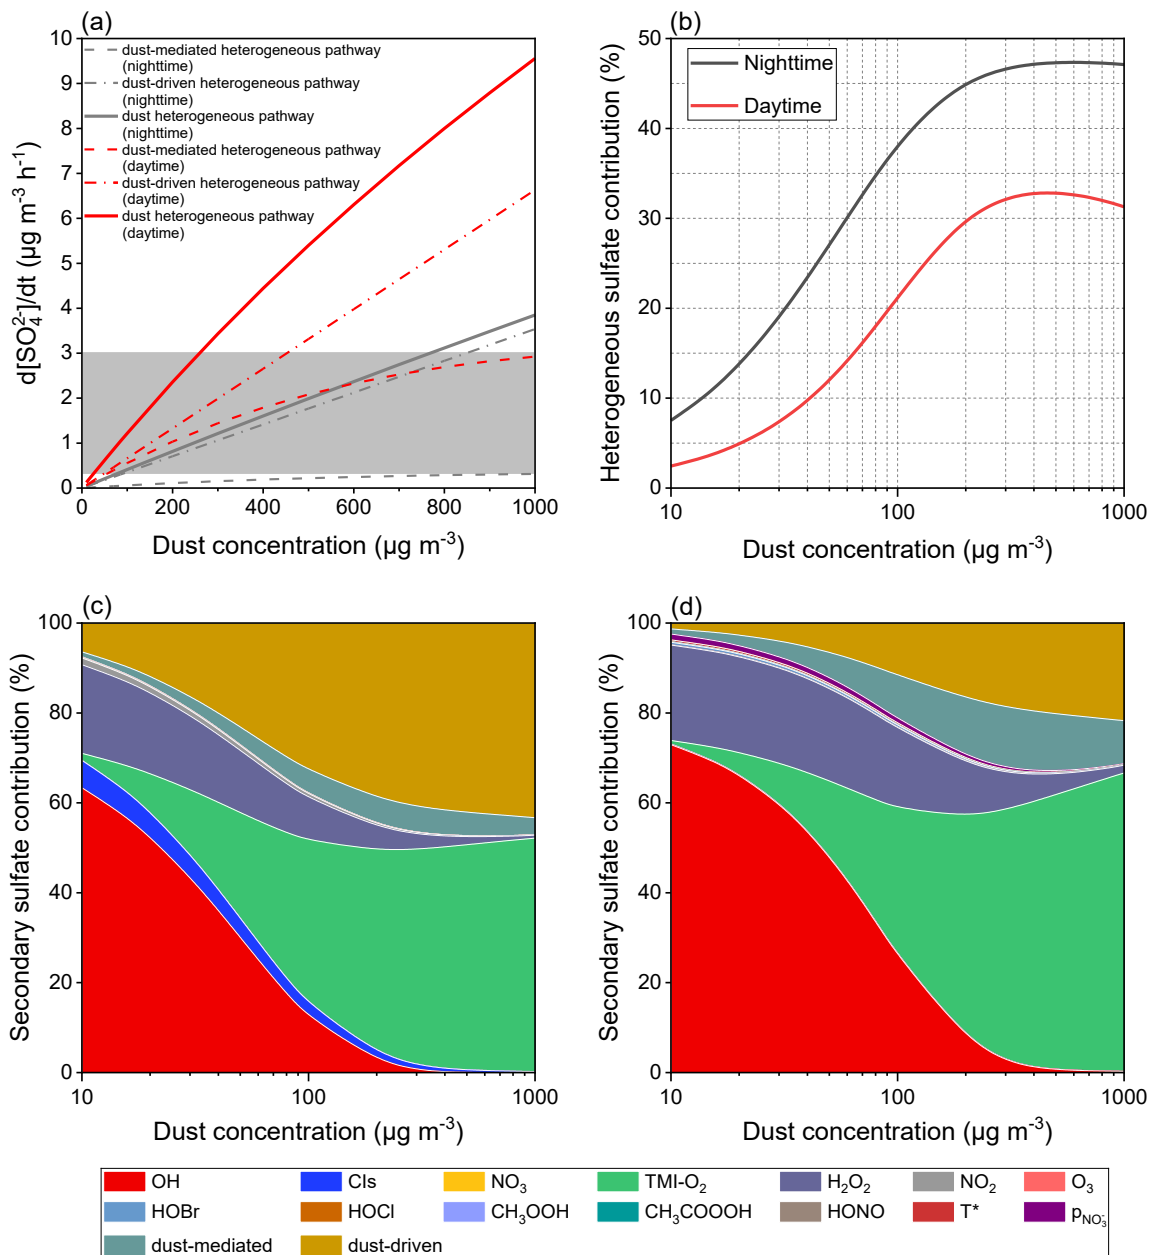 (a)
d[SO₄²⁻]/dt (µg m⁻³ h⁻¹)
10
9
8
7
6
5
4
3
2
1
0
dust-mediated heterogeneous pathway
(nighttime)
dust-driven heterogeneous pathway
(nighttime)
dust heterogeneous pathway
(nighttime)
dust-mediated heterogeneous pathway
(daytime)
dust-driven heterogeneous pathway
(daytime)
dust heterogeneous pathway
(daytime)
0 200 400 600 800 1000
Dust concentration (µg m⁻³)
(b)
Heterogeneous sulfate contribution (%)
50
40
30
20
10
0
Nighttime
Daytime
10 100 1000
Dust concentration (µg m⁻³)
(c)
Secondary sulfate contribution (%)
100
80
60
40
20
0
10 100 1000
Dust concentration (µg m⁻³)
(d)
Secondary sulfate contribution (%)
100
80
60
40
20
0
10 100 1000
Dust concentration (µg m⁻³)
OH Cls NO₃ TMI-O₂ H₂O₂ NO₂ O₃
HOBr HOCl CH₃OOH CH₃COOOH HONO T* pNO₃⁻
dust-mediated dust-driven